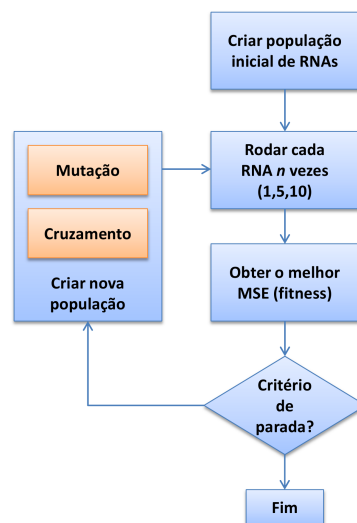 Criar população
inicial de RNAs
Rodar cada
RNA n vezes
(1,5,10)
Obter o melhor
MSE (fitness)
Critério
de
parada?
Fim
Mutação
Cruzamento
Criar nova
população